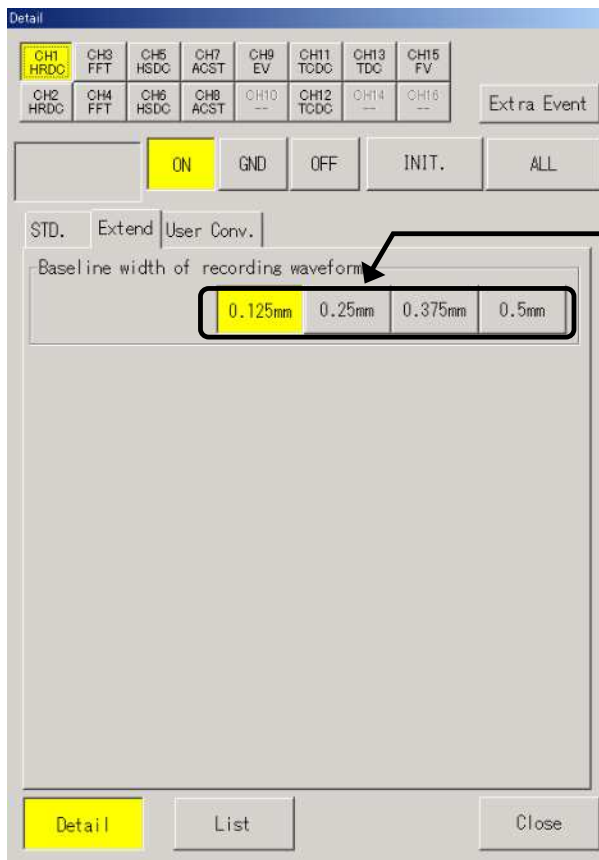 Detail
CH1 CH3 CH5 CH7 CH9 CH11 CH13 CH15
HRDC FFT HSDC ACST EV TCDC TDC FV
CH2 CH4 CH6 CH8 CH10 CH12 CH14 CH16
HRDC FFT HSDC ACST -- TCDC -- --
Extra Event
ON GND OFF INIT. ALL
STD. Extend User Conv.
Baseline width of recording waveform
0.125mm 0.25mm 0.375mm 0.5mm
Detail List Close